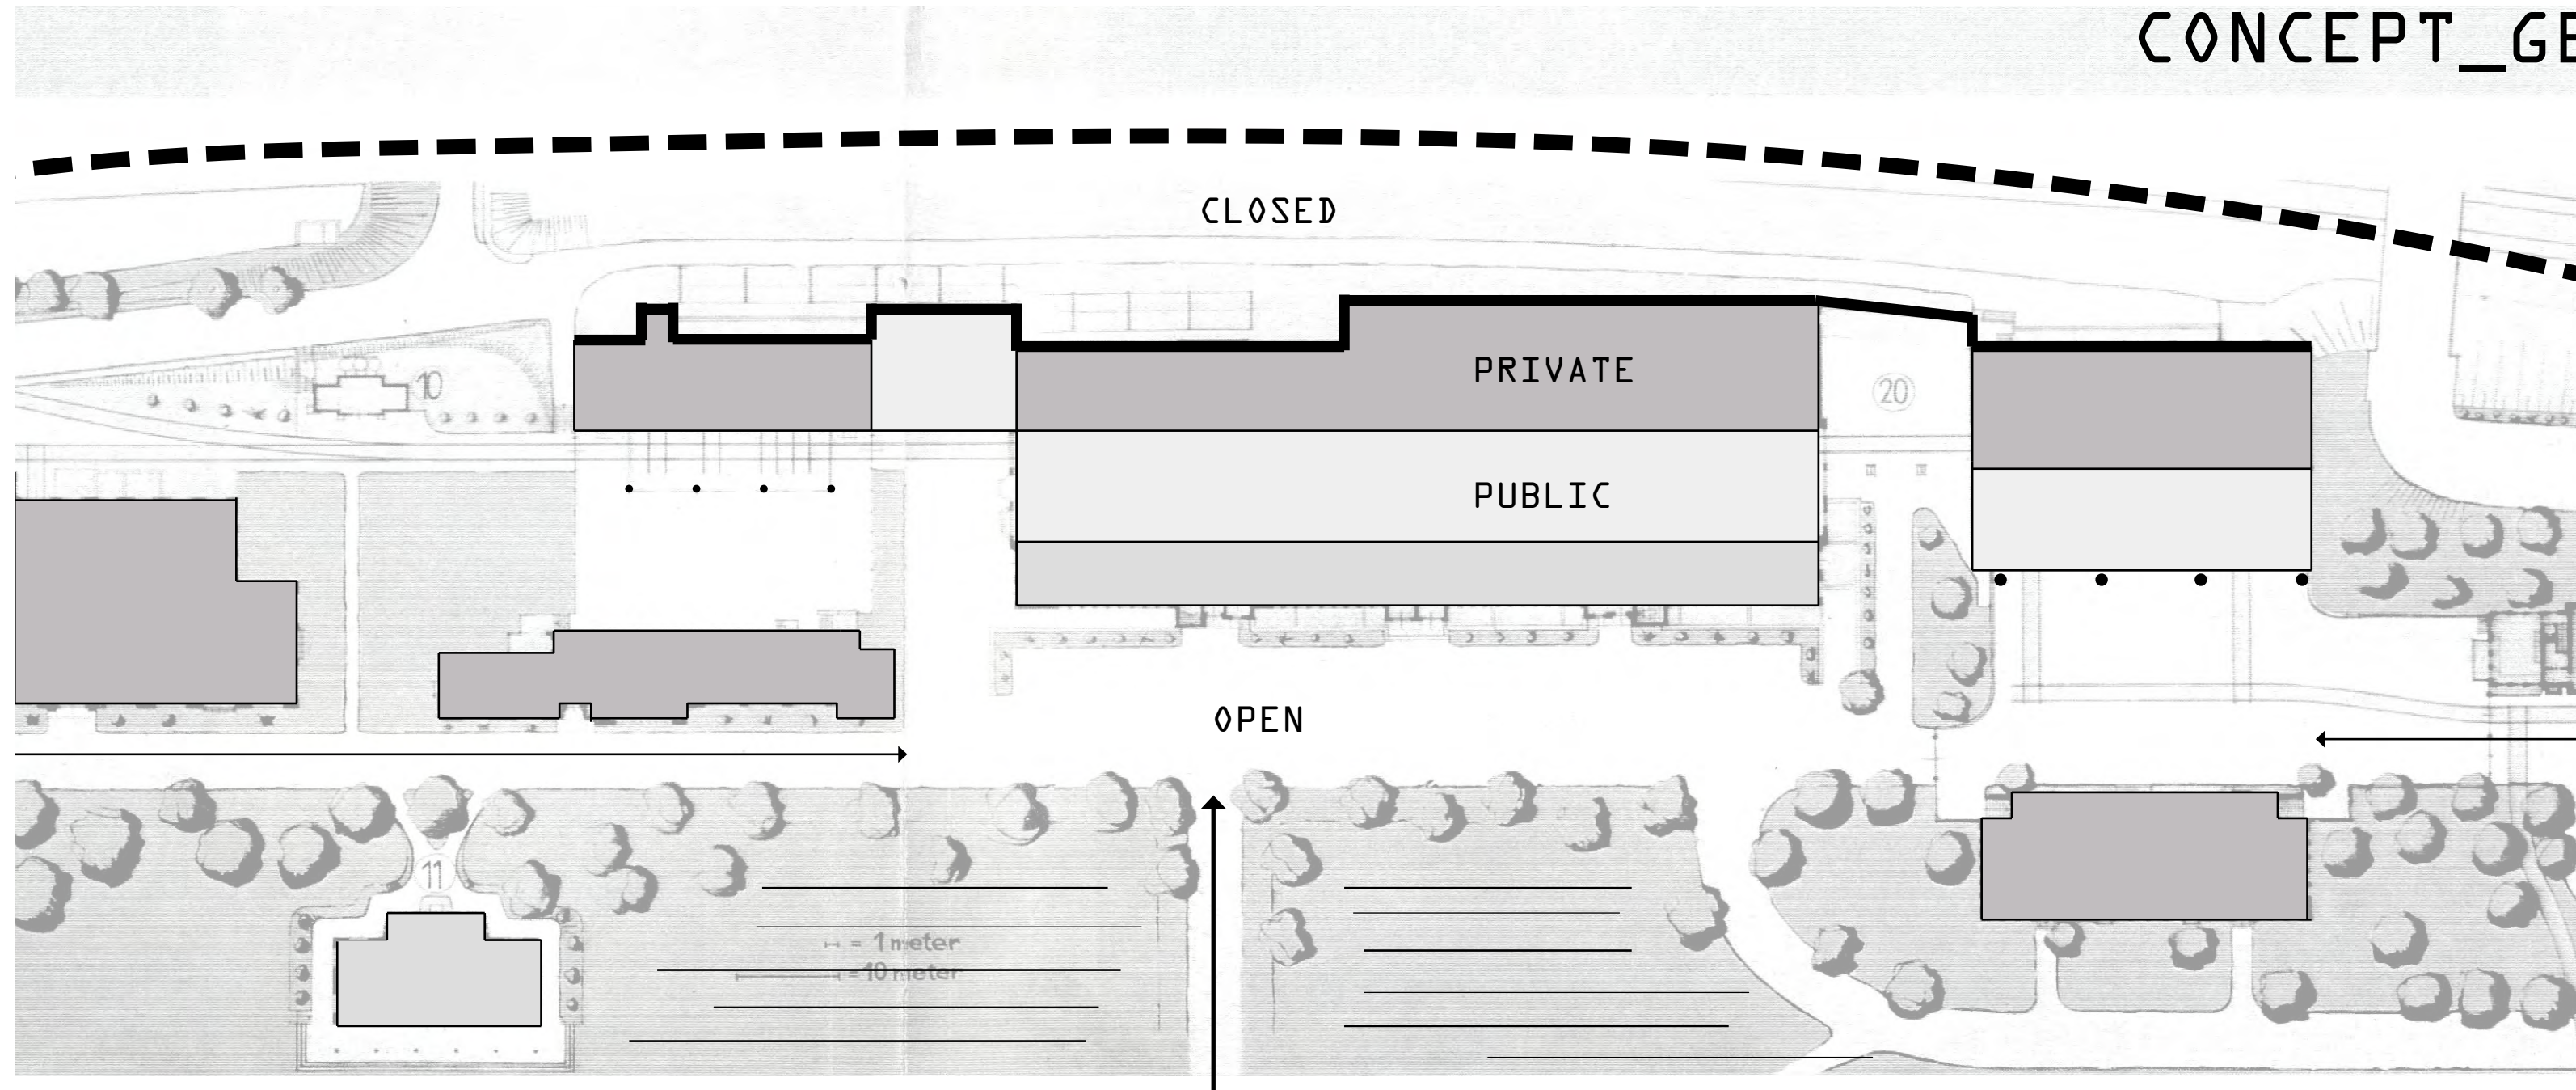 CONCEPT_GE
CLOSED
PRIVATE
10
20
PUBLIC
OPEN
11
= 1 meter
=10 meter